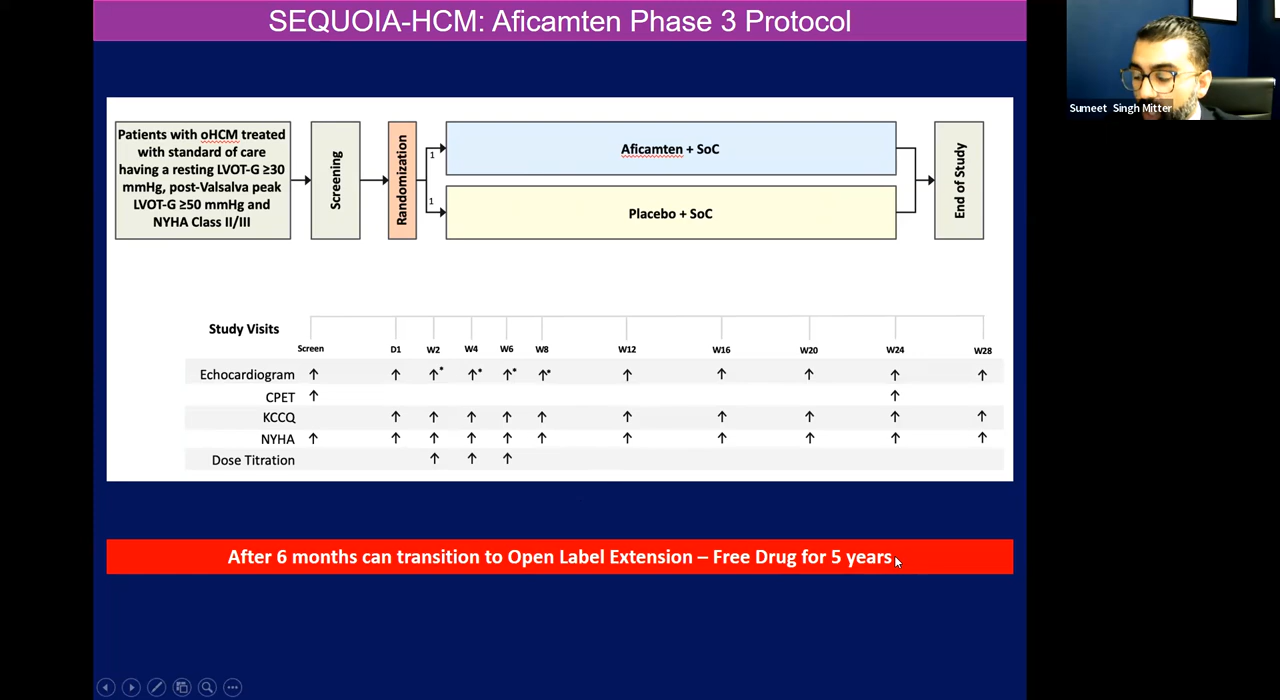 SEQUOIA-HCM: Aficamten Phase 3 Protocol
Sumeet Singh Mitter
Patients with oHCM treated
with standard of care
having a resting LVOT-G ≥30
mmHg, post-Valsalva peak
LVOT-G ≥50 mmHg and
NYHA Class II/III
Screening
Randomization
1
1
Aficamten + SoC
Placebo + SoC
End of Study
Study Visits
Screen D1 W2 W4 W6 W8 W12 W16 W20 W24 W28
Echocardiogram ↑ ↑ ↑* ↑* ↑* ↑* ↑ ↑ ↑ ↑ ↑
CPET ↑ ↑
KCCQ ↑ ↑ ↑ ↑ ↑ ↑ ↑ ↑ ↑ ↑
NYHA ↑ ↑ ↑ ↑ ↑ ↑ ↑ ↑ ↑ ↑ ↑
Dose Titration ↑ ↑ ↑
After 6 months can transition to Open Label Extension – Free Drug for 5 years